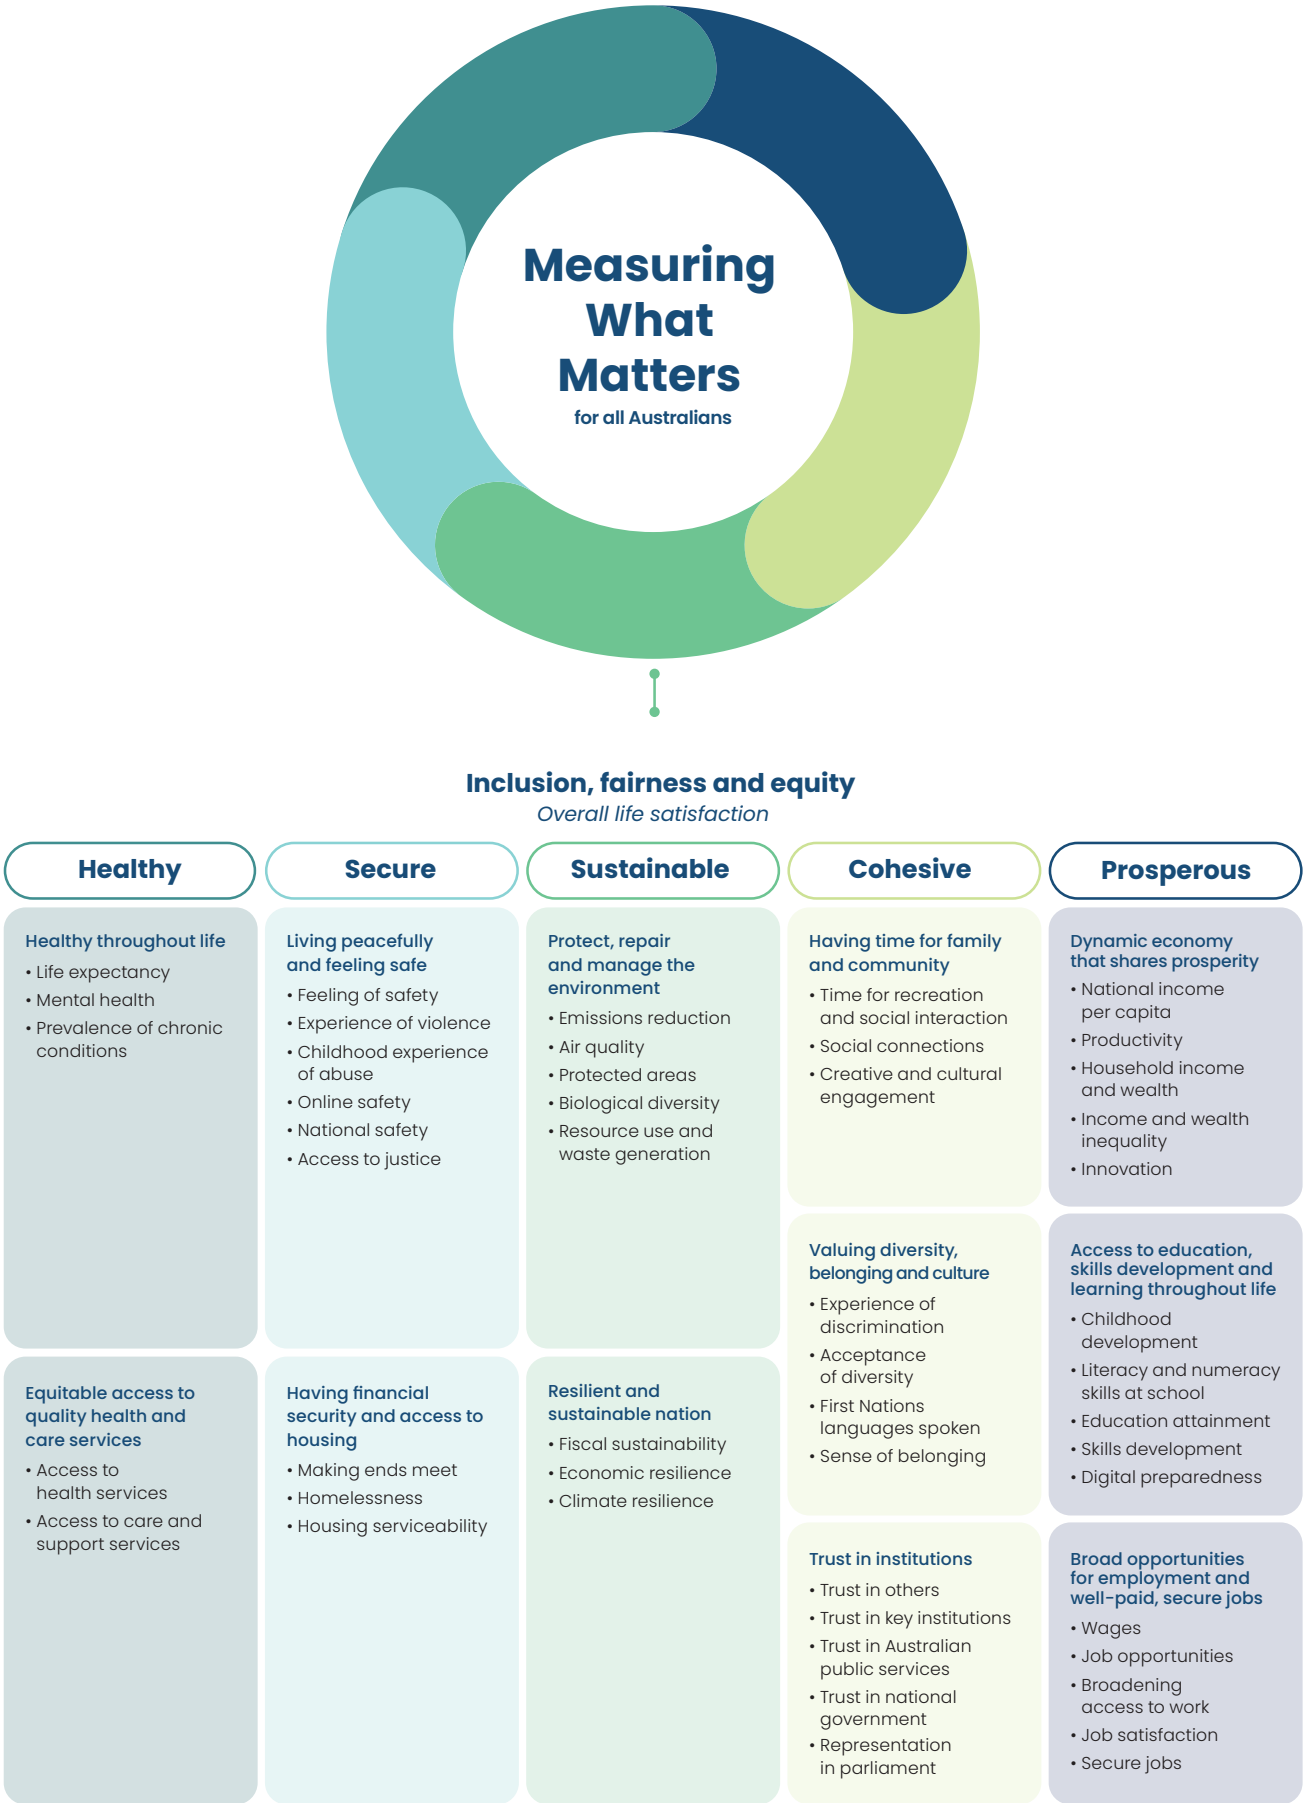 Measuring
What
Matters
for all Australians
Inclusion, fairness and equity
Overall life satisfaction
Healthy
Healthy throughout life
• Life expectancy
• Mental health
• Prevalence of chronic
conditions
Equitable access to
quality health and
care services
• Access to
health services
• Access to care and
support services
Secure
Living peacefully
and feeling safe
• Feeling of safety
• Experience of violence
• Childhood experience
of abuse
• Online safety
• National safety
• Access to justice
Having financial
security and access to
housing
• Making ends meet
• Homelessness
• Housing serviceability
Sustainable
Protect, repair
and manage the
environment
• Emissions reduction
• Air quality
• Protected areas
• Biological diversity
• Resource use and
waste generation
Resilient and
sustainable nation
• Fiscal sustainability
• Economic resilience
• Climate resilience
Cohesive
Having time for family
and community
• Time for recreation
and social interaction
• Social connections
• Creative and cultural
engagement
Valuing diversity,
belonging and culture
• Experience of
discrimination
• Acceptance
of diversity
• First Nations
languages spoken
• Sense of belonging
Trust in institutions
• Trust in others
• Trust in key institutions
• Trust in Australian
public services
• Trust in national
government
• Representation
in parliament
Prosperous
Dynamic economy
that shares prosperity
• National income
per capita
• Productivity
• Household income
and wealth
• Income and wealth
inequality
• Innovation
Access to education,
skills development and
learning throughout life
• Childhood
development
• Literacy and numeracy
skills at school
• Education attainment
• Skills development
• Digital preparedness
Broad opportunities
for employment and
well-paid, secure jobs
• Wages
• Job opportunities
• Broadening
access to work
• Job satisfaction
• Secure jobs